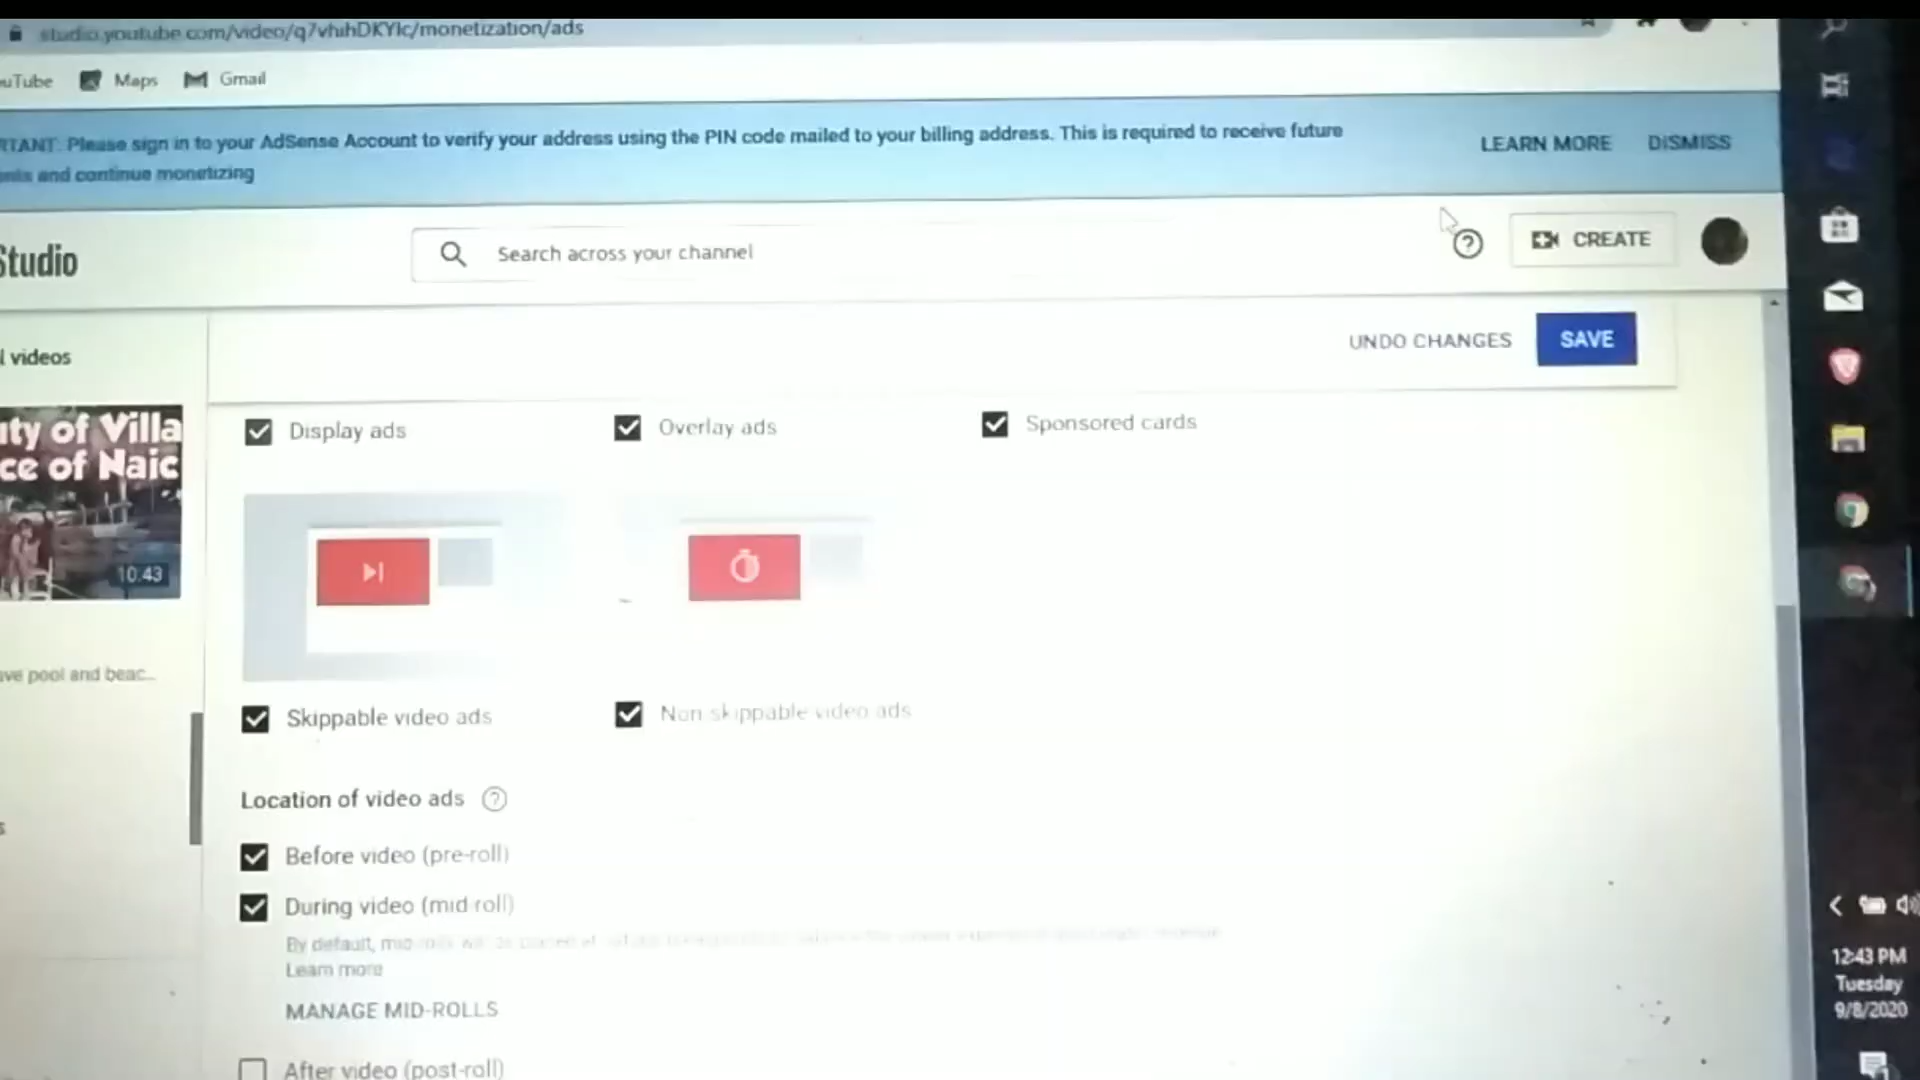 studio.youtube.com/video/q7vhihDKYlc/monetization/ads
uTube Maps Gmail
RTANT: Please sign in to your AdSense Account to verify your address using the PIN code mailed to your billing address. This is required to receive future
and continue monetizing
LEARN MORE DISMISS
Studio
Search across your channel
CREATE
l videos
UNDO CHANGES SAVE
ity of Villa
ce of Naic
10:43
ve pool and beac...
Display ads Overlay ads Sponsored cards
Skippable video ads Non-skippable video ads
Location of video ads ?
Before video (pre-roll)
During video (mid-roll)
By default,
Learn more
MANAGE MID-ROLLS
After video (post-roll)
12:43 PM
Tuesday
9/8/2020